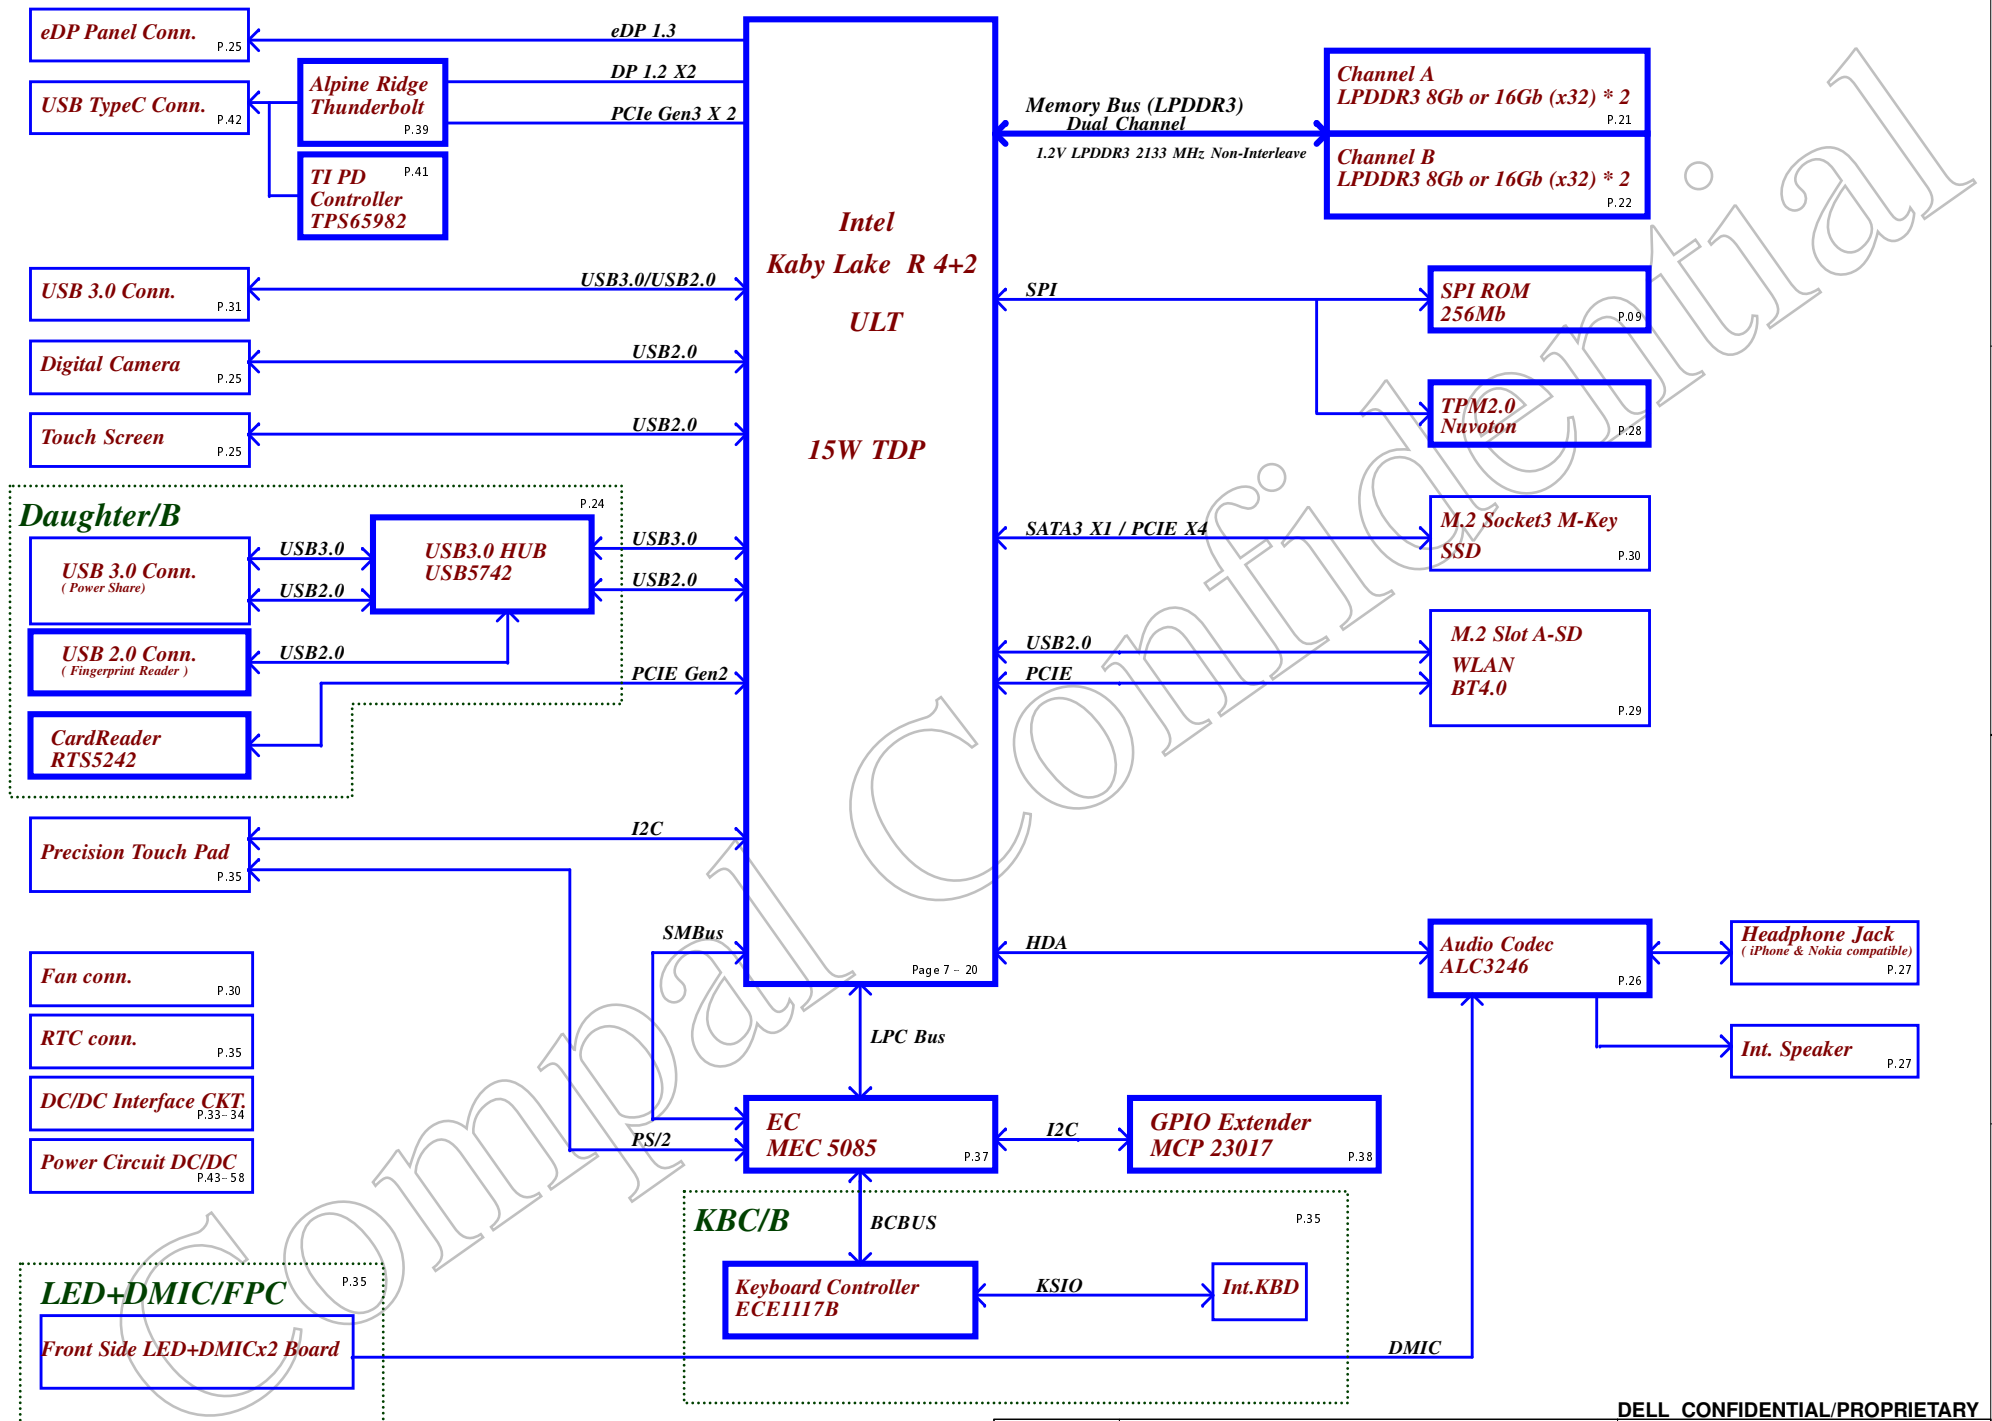 eDP Panel Conn.
P.25
eDP 1.3
USB TypeC Conn.
P.42
Alpine Ridge
Thunderbolt
P.39
DP 1.2 X2
PCIe Gen3 X 2
TI PD
Controller
TPS65982
P.41
Intel
Kaby Lake R 4+2
ULT
15W TDP
Page 7 - 20
Memory Bus (LPDDR3)
Dual Channel
1.2V LPDDR3 2133 MHz Non-Interleave
Channel A
LPDDR3 8Gb or 16Gb (x32) * 2
P.21
Channel B
LPDDR3 8Gb or 16Gb (x32) * 2
P.22
USB 3.0 Conn.
P.31
USB3.0/USB2.0
Digital Camera
P.25
USB2.0
Touch Screen
P.25
USB2.0
SPI
SPI ROM
256Mb
P.09
TPM2.0
Nuvoton
P.28
Daughter/B
P.24
USB 3.0 Conn.
( Power Share)
USB3.0
USB2.0
USB3.0 HUB
USB5742
USB3.0
USB2.0
USB 2.0 Conn.
( Fingerprint Reader )
USB2.0
PCIE Gen2
CardReader
RTS5242
SATA3 X1 / PCIE X4
M.2 Socket3 M-Key
SSD
P.30
USB2.0
PCIE
M.2 Slot A-SD
WLAN
BT4.0
P.29
Precision Touch Pad
P.35
I2C
SMBus
PS/2
HDA
Audio Codec
ALC3246
P.26
Headphone Jack
( iPhone & Nokia compatible)
P.27
Int. Speaker
P.27
Fan conn.
P.30
RTC conn.
P.35
DC/DC Interface CKT.
P.33- 34
Power Circuit DC/DC
P.43- 58
LPC Bus
EC
MEC 5085
P.37
I2C
GPIO Extender
MCP 23017
P.38
KBC/B
P.35
BCBUS
Keyboard Controller
ECE1117B
KSIO
Int.KBD
LED+DMIC/FPC
P.35
Front Side LED+DMICx2 Board
DMIC
Compal Confidential
DELL CONFIDENTIAL/PROPRIETARY